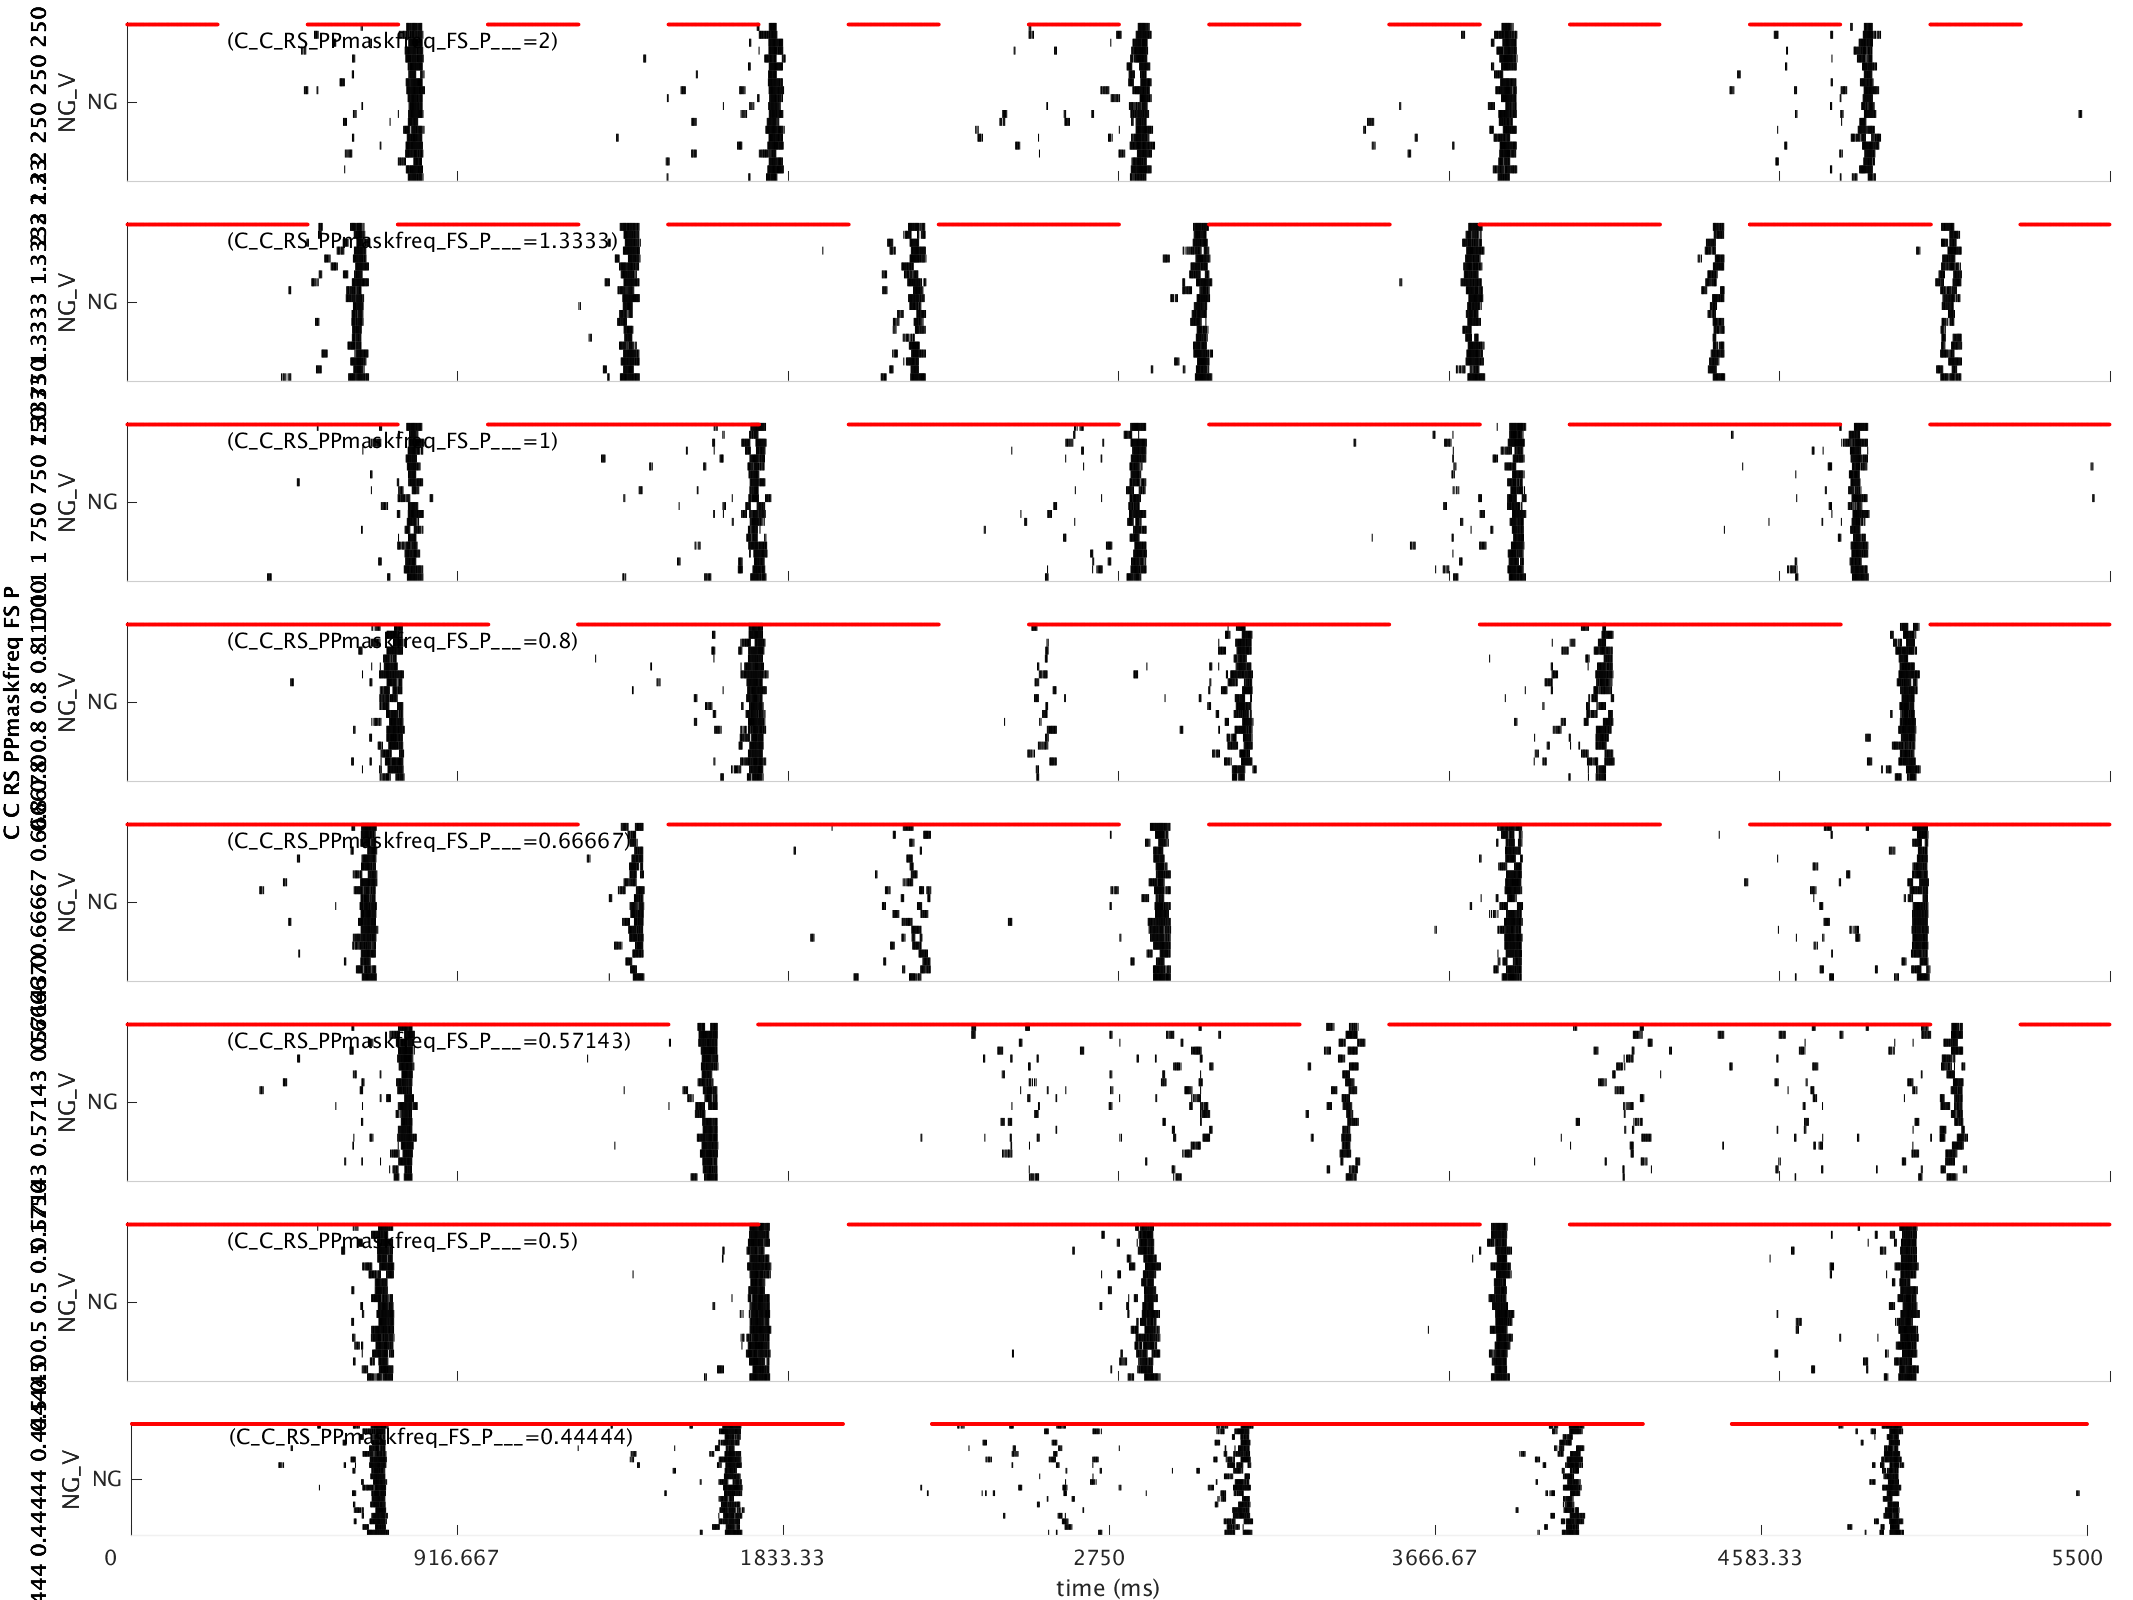 (C_C_RS_PPmaskfreq_FS_P___=2)
NG_V
NG
(C_C_RS_PPmaskfreq_FS_P___=1.3333)
NG_V
NG
(C_C_RS_PPmaskfreq_FS_P___=1)
NG_V
NG
(C_C_RS_PPmaskfreq_FS_P___=0.8)
NG_V
NG
C C RS PPmaskfreq FS P
(C_C_RS_PPmaskfreq_FS_P___=0.66667)
NG_V
NG
(C_C_RS_PPmaskfreq_FS_P___=0.57143)
NG_V
NG
(C_C_RS_PPmaskfreq_FS_P___=0.5)
NG_V
NG
(C_C_RS_PPmaskfreq_FS_P___=0.44444)
NG_V
NG
0 916.667 1833.33 2750 3666.67 4583.33 5500
time (ms)